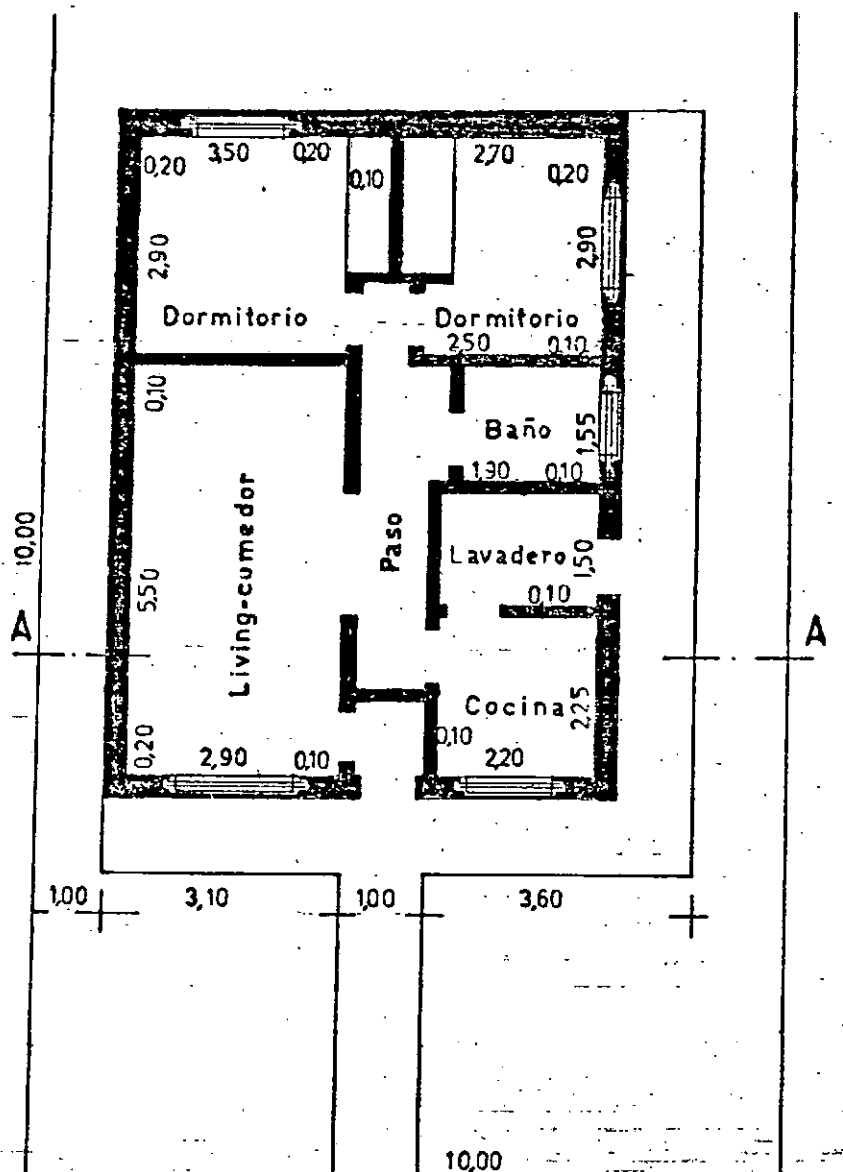 0,20 3,50 0,20 0,10 2,70 0,20
2,90 2,90
Dormitorio Dormitorio
2,50 0,10
0,10
Baño 1,55
1,90 0,10
Living-cumedor Paso
Lavadero 1,50
0,10
10,00
5,50
A A
Cocina 2,25
0,20 2,90 0,10 0,10 2,20
1,00 3,10 1,00 3,60
10,00